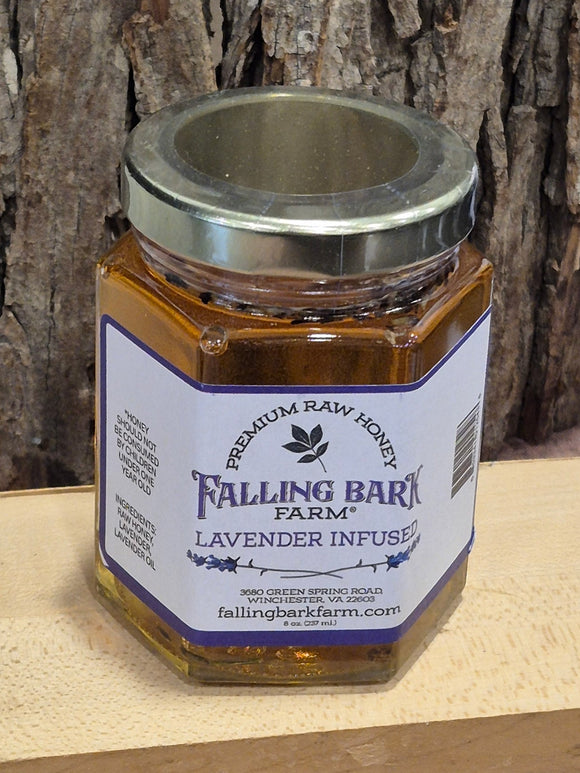 *HONEY
SHOULD NOT
BE CONSUMED
BY CHILDREN
UNDER ONE
YEAR OLD
INGREDIENTS:
RAW HONEY,
LAVENDER,
LAVENDER OIL
PREMIUM RAW HONEY
FALLING BARK
FARM®
LAVENDER INFUSED
3680 GREEN SPRING ROAD
WINCHESTER, VA 22603
fallingbarkfarm.com
8 oz. (237 ml.)